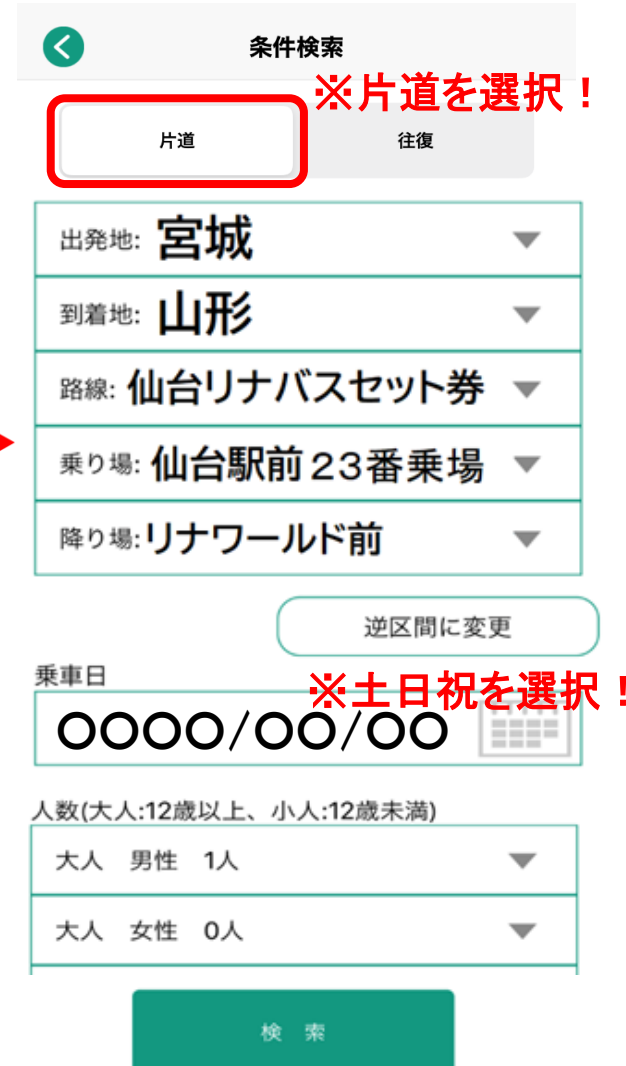 条件検索
※片道を選択！
片道 往復
出発地: 宮城
到着地: 山形
路線: 仙台リナバスセット券
乗り場: 仙台駅前２３番乗場
降り場: リナワールド前
逆区間に変更
乗車日
※土日祝を選択！
〇〇〇〇/〇〇/〇〇
人数(大人:12歳以上、小人:12歳未満)
大人 男性 1人
大人 女性 0人
検 索